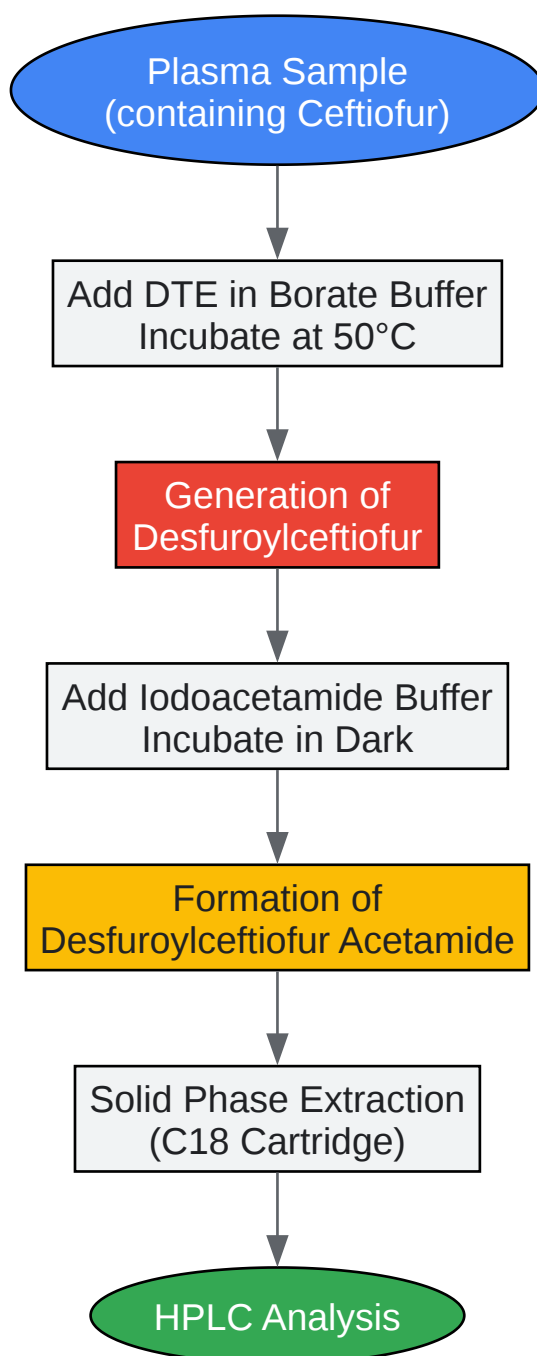 Plasma Sample
(containing Ceftiofur)
Add DTE in Borate Buffer
Incubate at 50°C
Generation of
Desfuroylceftiofur
Add Iodoacetamide Buffer
Incubate in Dark
Formation of
Desfuroylceftiofur Acetamide
Solid Phase Extraction
(C18 Cartridge)
HPLC Analysis